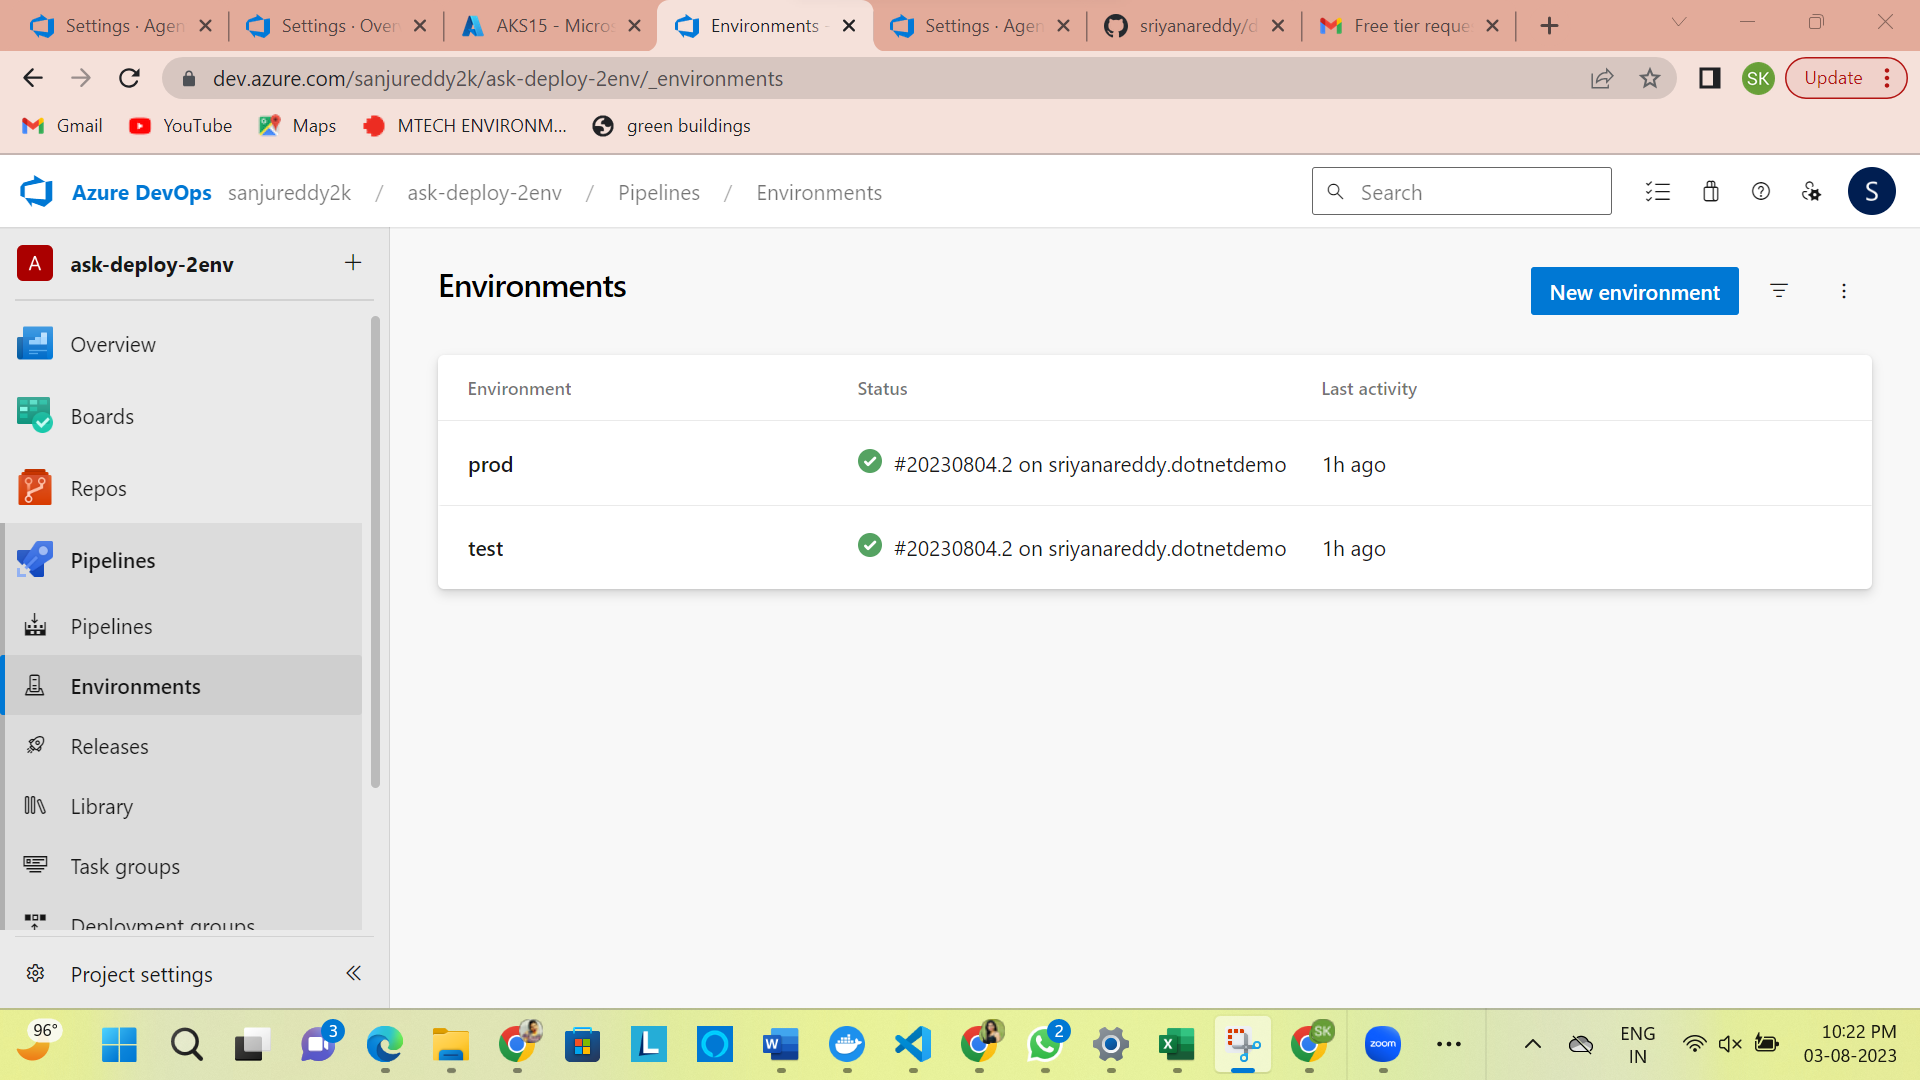 Settings · Agen
Settings · Over
AKS15 - Micros
Environments -
Settings · Agen
sriyanareddy/d
Free tier reques
dev.azure.com/sanjureddy2k/ask-deploy-2env/_environments
SK
Update
Gmail
YouTube
Maps
MTECH ENVIRONM...
green buildings
Azure DevOps
sanjureddy2k / ask-deploy-2env / Pipelines / Environments
Search
S
A
ask-deploy-2env
Overview
Boards
Repos
Pipelines
Pipelines
Environments
Releases
Library
Task groups
Deployment groups
Project settings
Environments
New environment
Environment Status Last activity
prod #20230804.2 on sriyanareddy.dotnetdemo 1h ago
test #20230804.2 on sriyanareddy.dotnetdemo 1h ago
96°
3
L
W
2
X
SK
zoom
ENG
IN
10:22 PM
03-08-2023